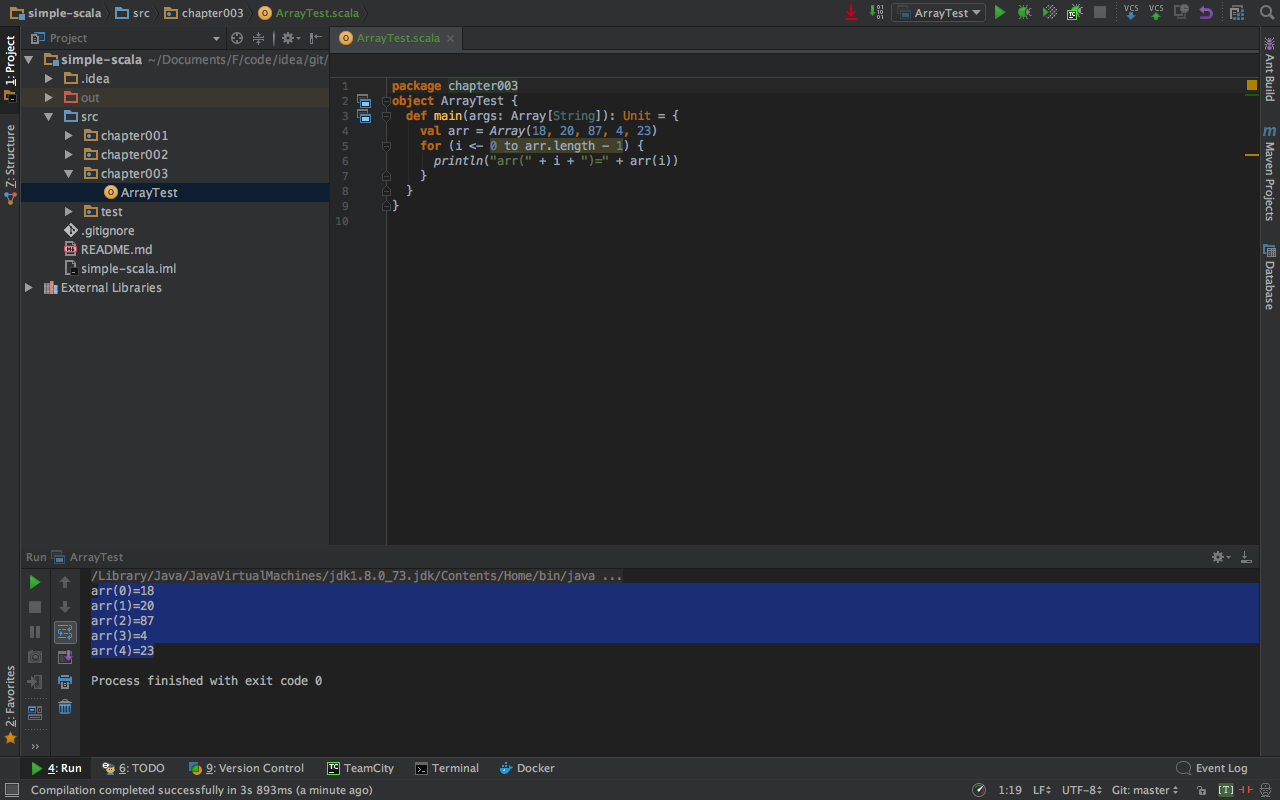 simple-scala src chapter003 ArrayTest.scala ArrayTest VCS VCS
Project
ArrayTest.scala
1: Project
7: Structure
2: Favorites
simple-scala ~/Documents/F/code/idea/git/
.idea
out
src
chapter001
chapter002
chapter003
ArrayTest
test
.gitignore
README.md
simple-scala.iml
External Libraries
1 package chapter003
2 object ArrayTest {
3 def main(args: Array[String]): Unit = {
4 val arr = Array(18, 20, 87, 4, 23)
5 for (i <- 0 to arr.length - 1) {
6 println("arr(" + i + ")=" + arr(i))
7 }
8 }
9 }
10
Ant Build
Maven Projects
Database
Run ArrayTest
/Library/Java/JavaVirtualMachines/jdk1.8.0_73.jdk/Contents/Home/bin/java ...
arr(0)=18
arr(1)=20
arr(2)=87
arr(3)=4
arr(4)=23
Process finished with exit code 0
4: Run 6: TODO 9: Version Control TeamCity Terminal Docker Event Log
Compilation completed successfully in 3s 893ms (a minute ago) 1:19 LF UTF-8 Git: master [T]